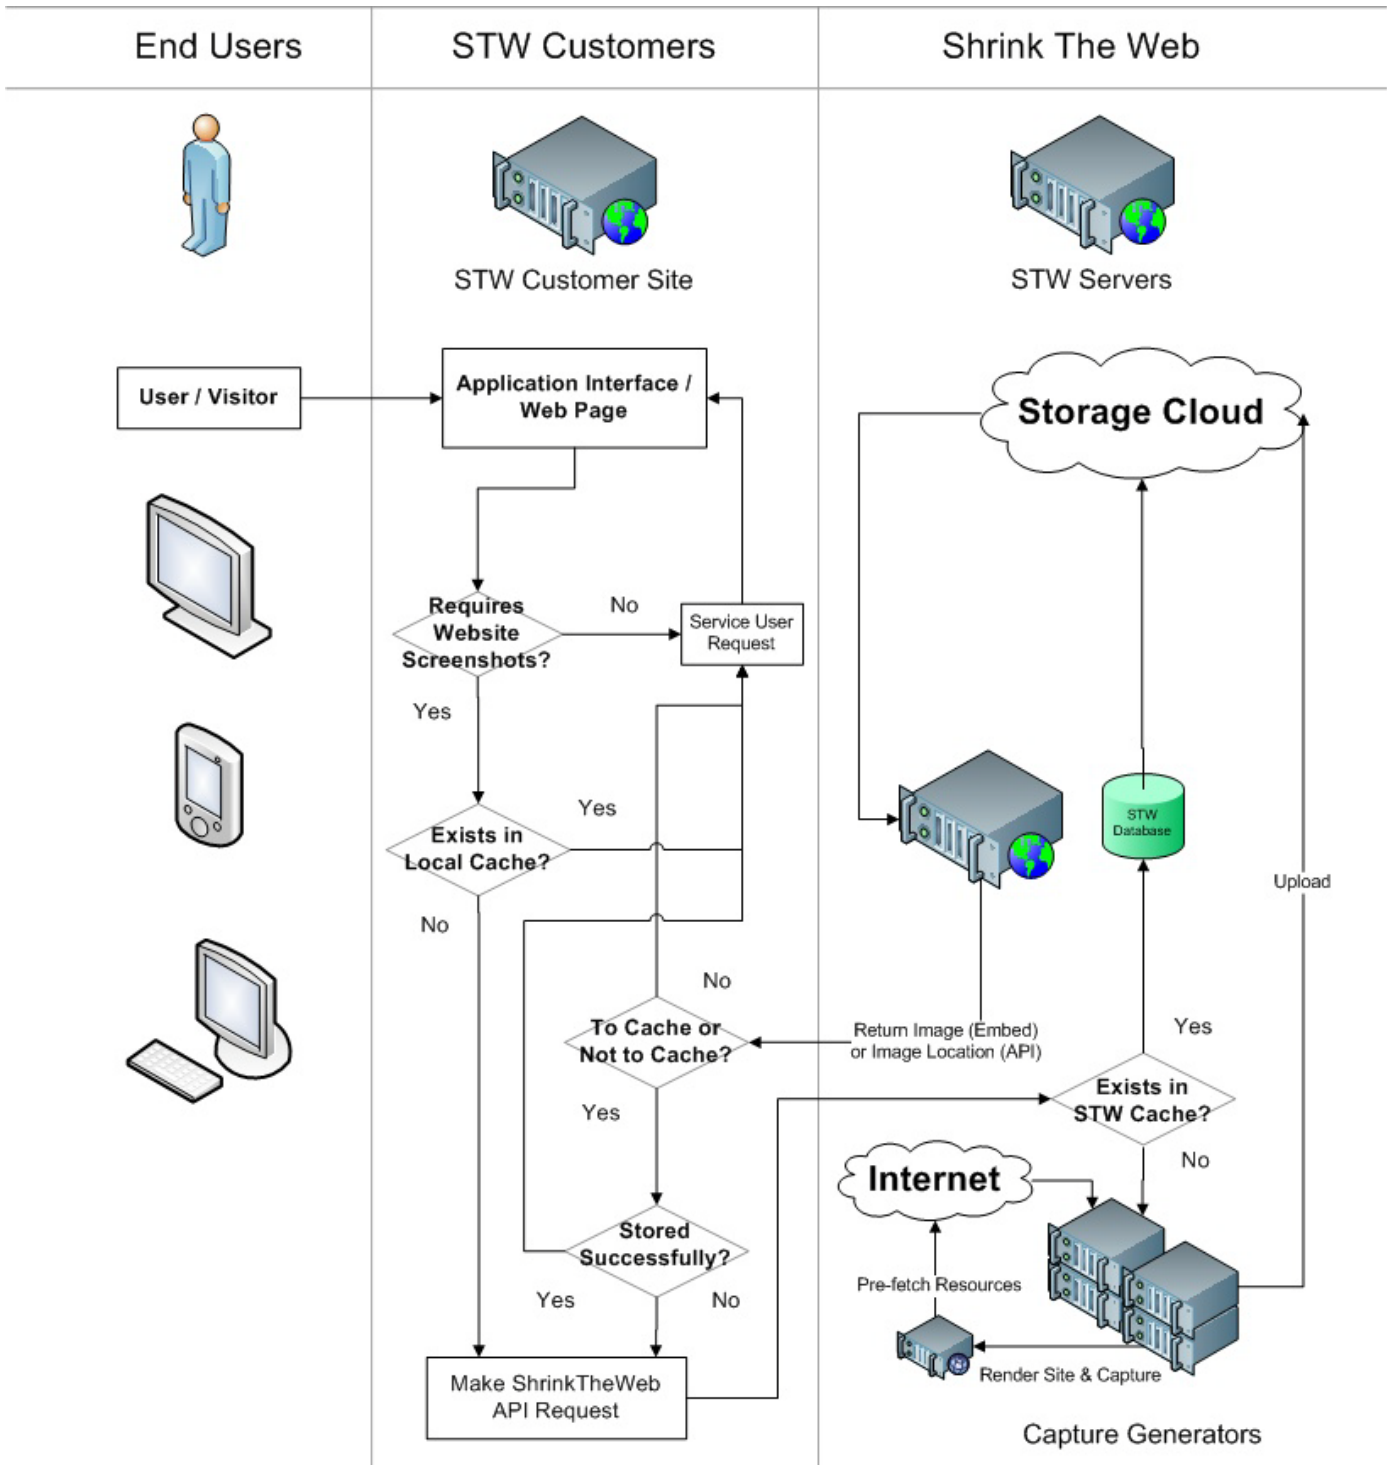 End Users
STW Customers
Shrink The Web
STW Customer Site
STW Servers
User / Visitor
Application Interface /
Web Page
Storage Cloud
Requires
Website
Screenshots?
No
Service User
Request
Yes
Exists in
Local Cache?
Yes
No
STW
Database
Upload
No
To Cache or
Not to Cache?
Return Image (Embed)
or Image Location (API)
Yes
Yes
Exists in
STW Cache?
No
Internet
Stored
Successfully?
Yes
No
Pre-fetch Resources
Render Site & Capture
Make ShrinkTheWeb
API Request
Capture Generators